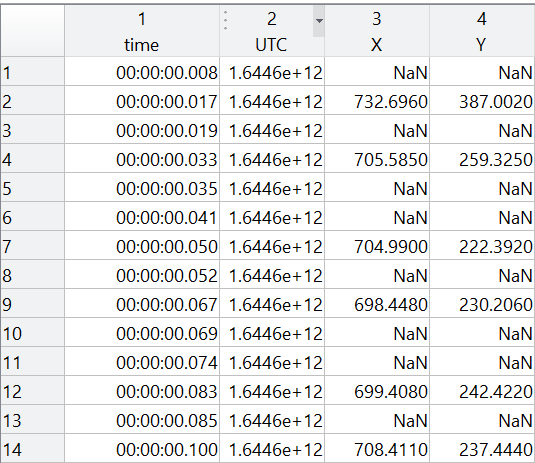 1 2 3 4
time UTC X Y
1 00:00:00.008 1.6446e+12 NaN NaN
2 00:00:00.017 1.6446e+12 732.6960 387.0020
3 00:00:00.019 1.6446e+12 NaN NaN
4 00:00:00.033 1.6446e+12 705.5850 259.3250
5 00:00:00.035 1.6446e+12 NaN NaN
6 00:00:00.041 1.6446e+12 NaN NaN
7 00:00:00.050 1.6446e+12 704.9900 222.3920
8 00:00:00.052 1.6446e+12 NaN NaN
9 00:00:00.067 1.6446e+12 698.4480 230.2060
10 00:00:00.069 1.6446e+12 NaN NaN
11 00:00:00.074 1.6446e+12 NaN NaN
12 00:00:00.083 1.6446e+12 699.4080 242.4220
13 00:00:00.085 1.6446e+12 NaN NaN
14 00:00:00.100 1.6446e+12 708.4110 237.4440